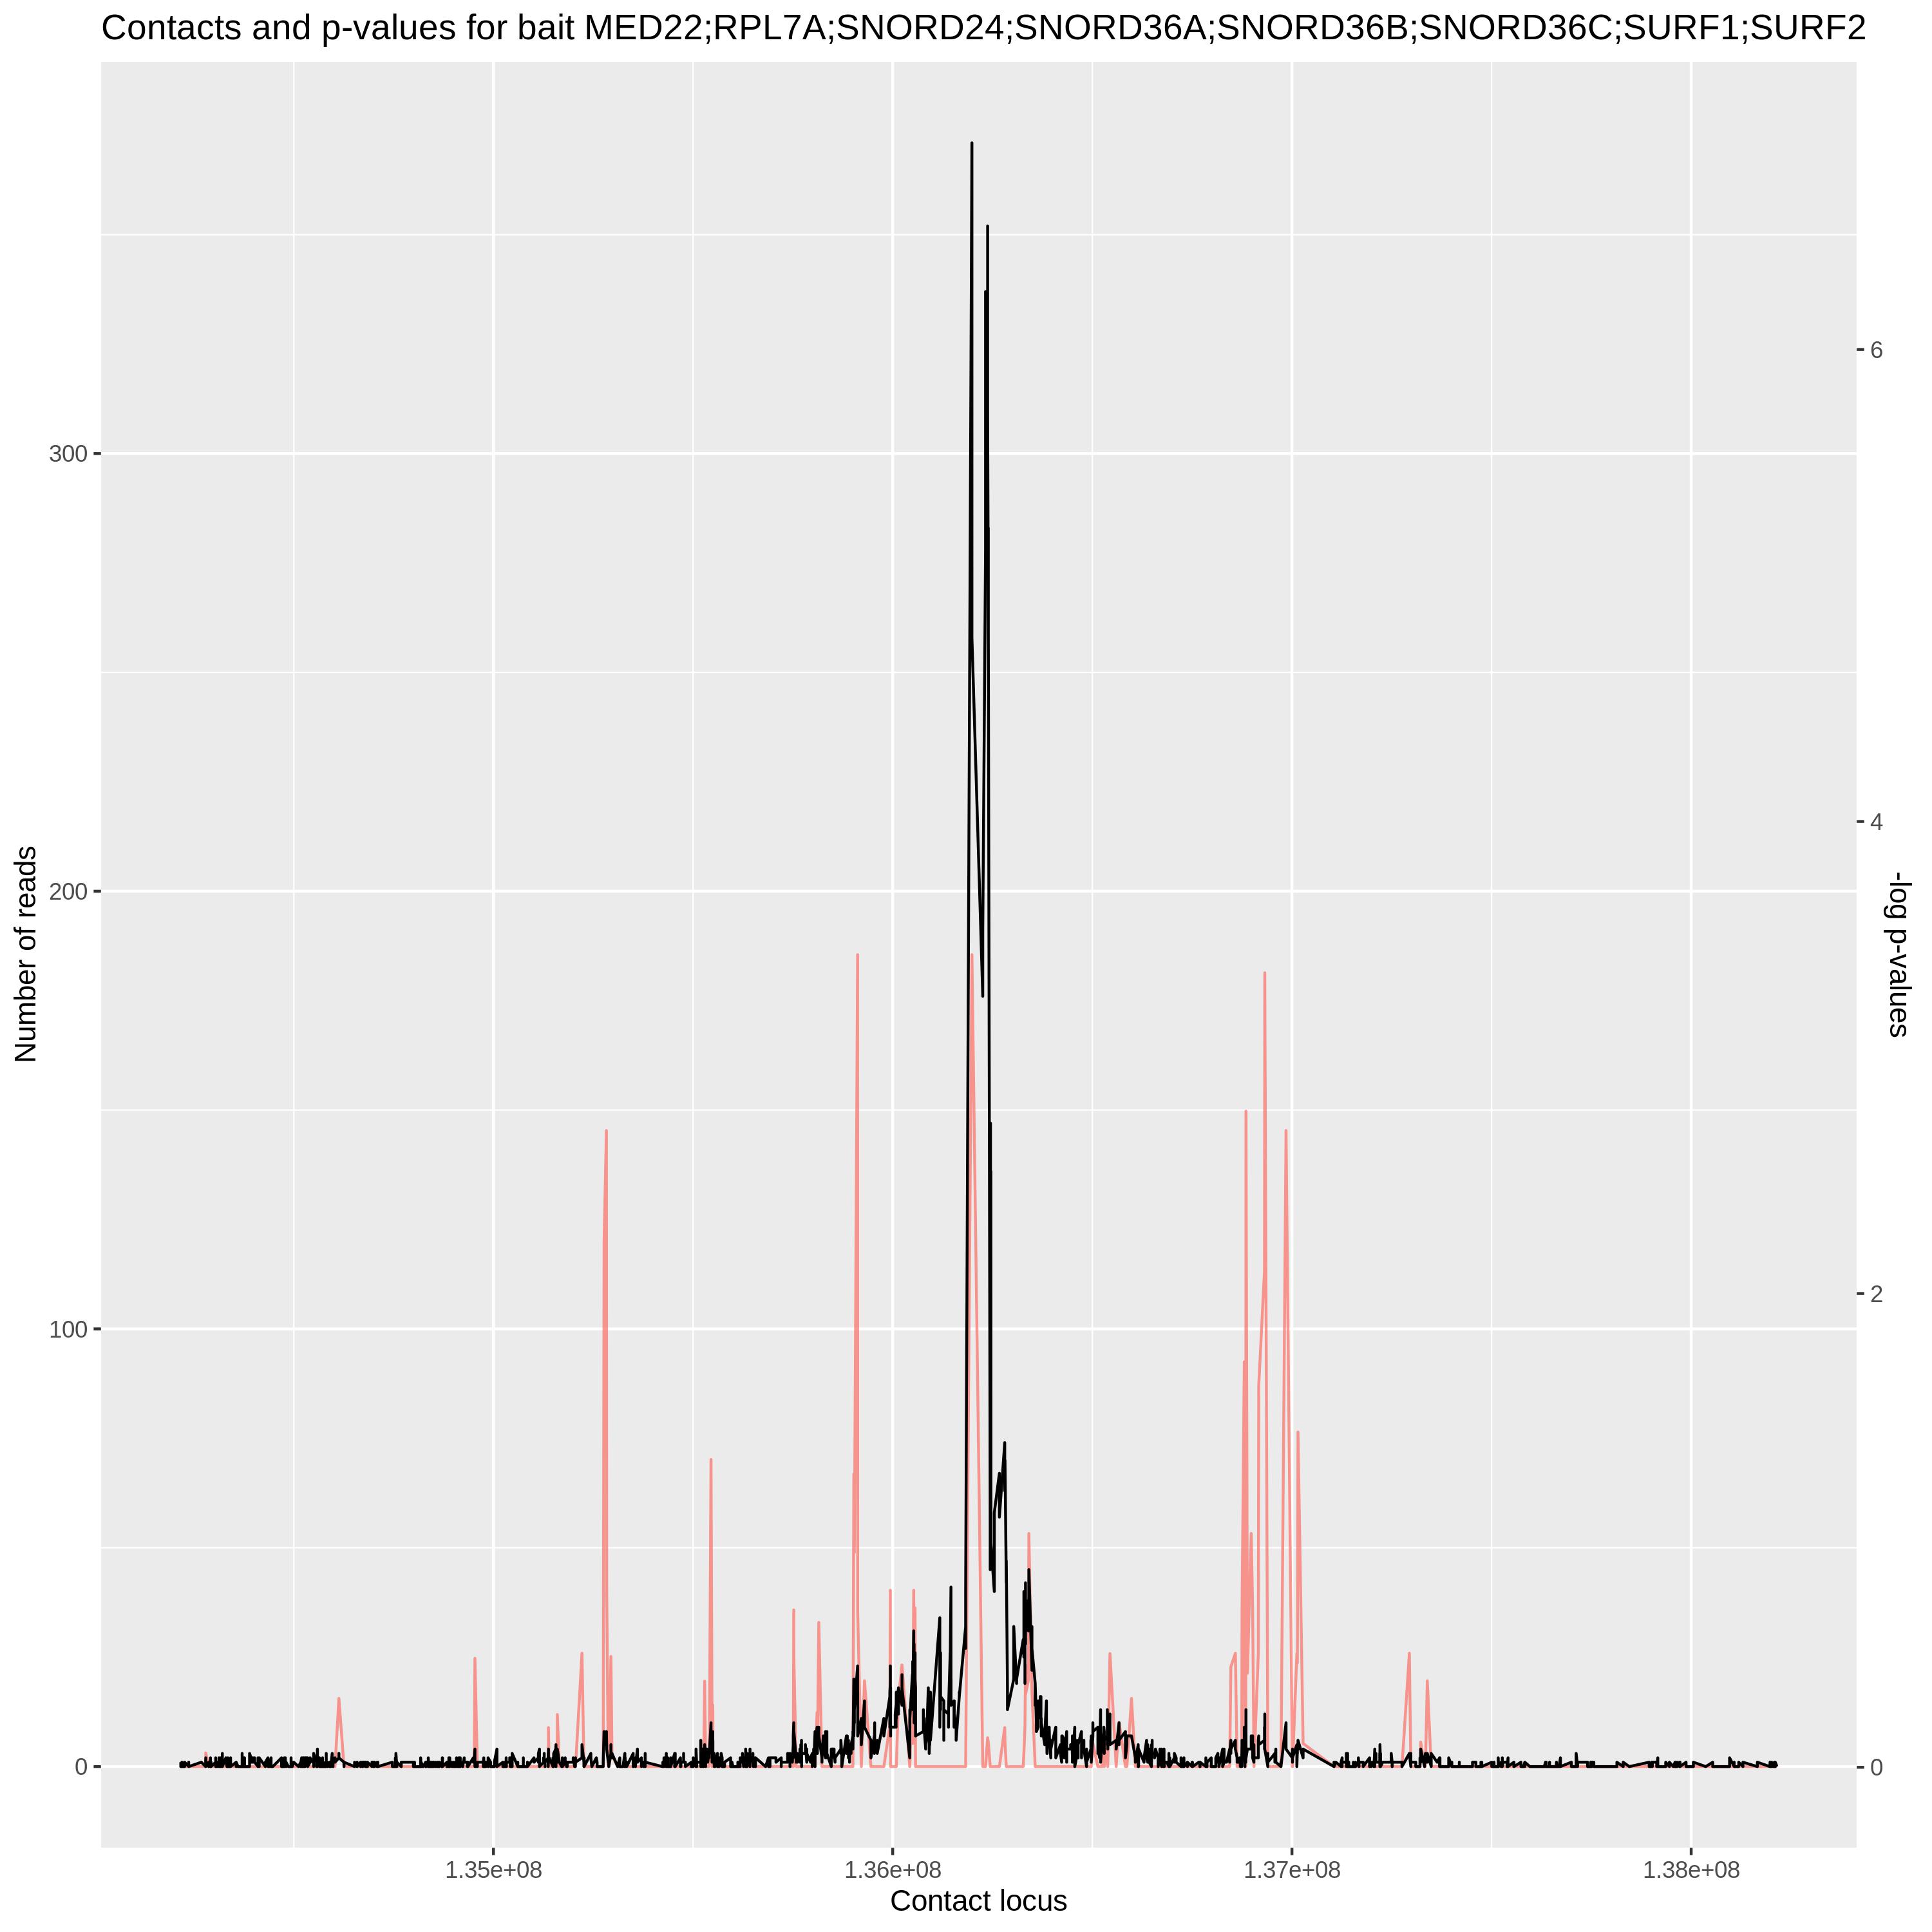 Contacts and p-values for bait MED22;RPL7A;SNORD24;SNORD36A;SNORD36B;SNORD36C;SURF1;SURF2
Number of reads
300
200
100
0
6
4
2
0
-log p-values
1.35e+08
1.36e+08
1.37e+08
1.38e+08
Contact locus